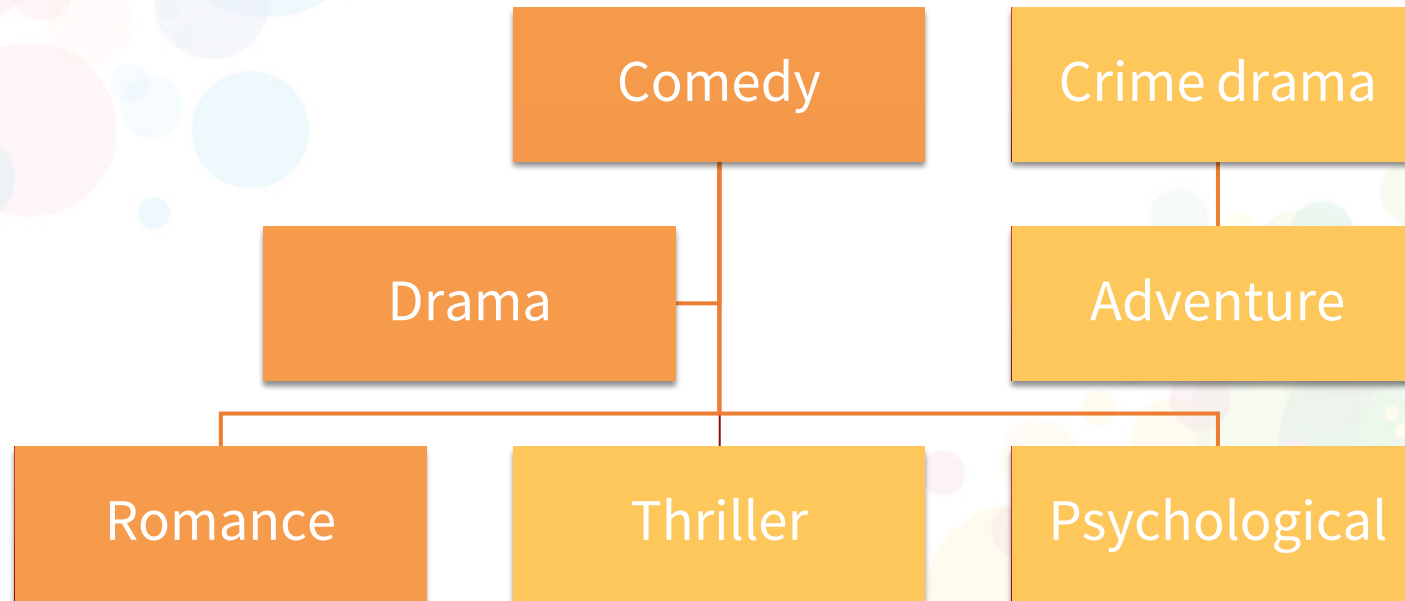 Comedy
Crime drama
Drama
Adventure
Romance
Thriller
Psychological